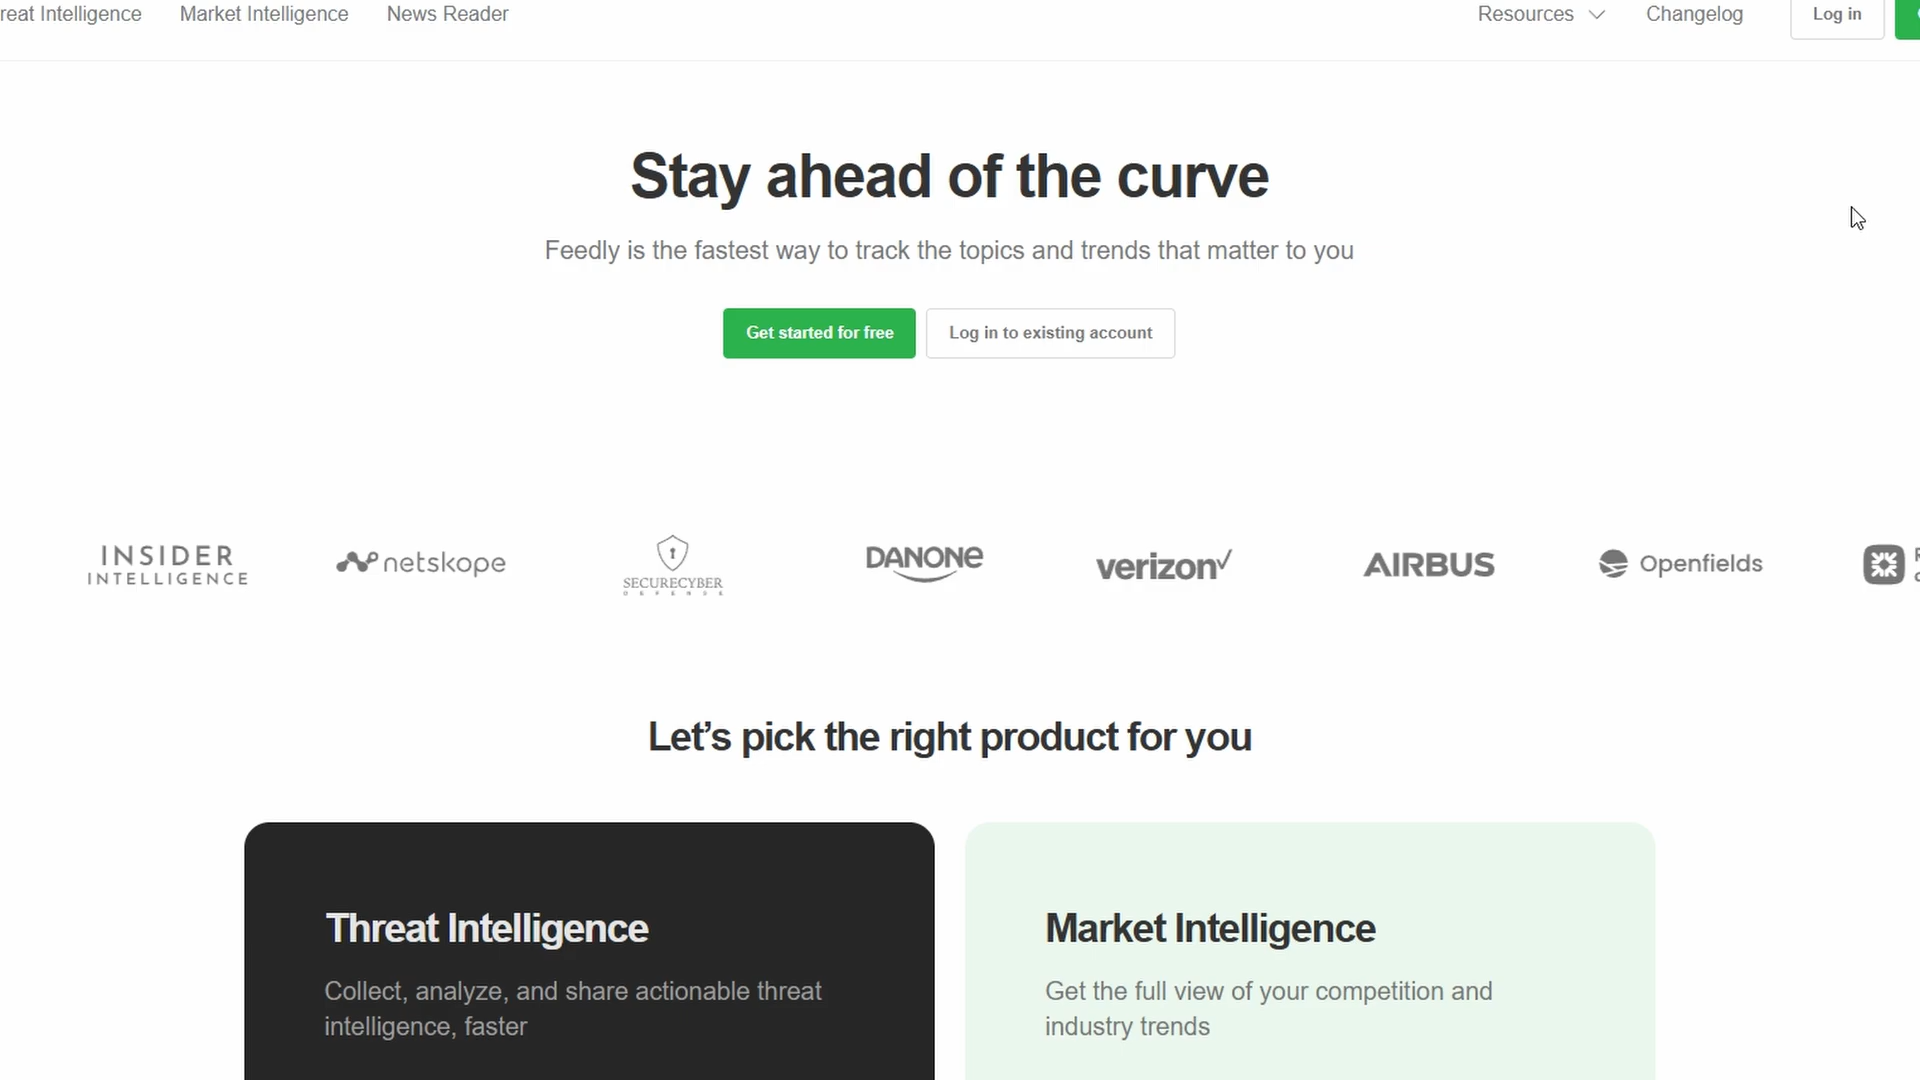 reat Intelligence Market Intelligence News Reader Resources Changelog Log in
Stay ahead of the curve
Feedly is the fastest way to track the topics and trends that matter to you
Get started for free Log in to existing account
INSIDER
INTELLIGENCE
netskope
SECURECYBER
DEFENSE
DANONE
verizon
AIRBUS
Openfields
Let’s pick the right product for you
Threat Intelligence
Collect, analyze, and share actionable threat
intelligence, faster
Market Intelligence
Get the full view of your competition and
industry trends